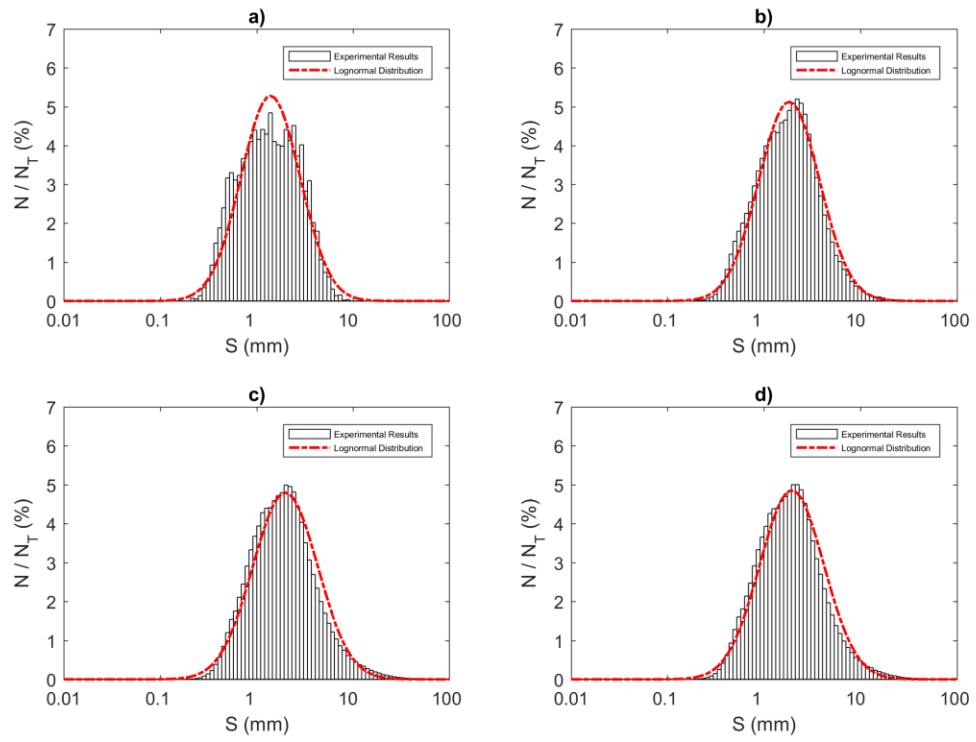 a)
7
6
5
4
3
2
1
0
N / N_T (%)
Experimental Results
Lognormal Distribution
0.01 0.1 1 10 100
S (mm)
b)
7
6
5
4
3
2
1
0
N / N_T (%)
Experimental Results
Lognormal Distribution
0.01 0.1 1 10 100
S (mm)
c)
7
6
5
4
3
2
1
0
N / N_T (%)
Experimental Results
Lognormal Distribution
0.01 0.1 1 10 100
S (mm)
d)
7
6
5
4
3
2
1
0
N / N_T (%)
Experimental Results
Lognormal Distribution
0.01 0.1 1 10 100
S (mm)